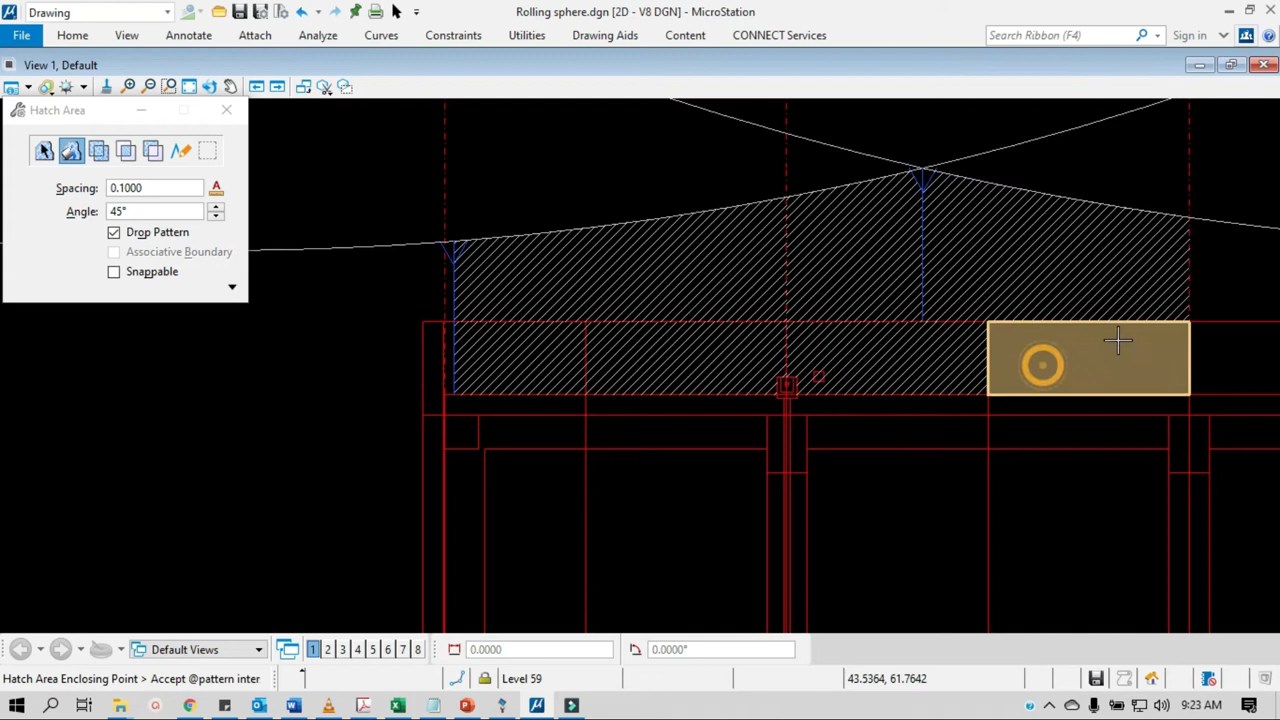 Drawing
Rolling sphere.dgn [2D - V8 DGN] - MicroStation
File Home View Annotate Attach Analyze Curves Constraints Utilities Drawing Aids Content CONNECT Services Search Ribbon (F4) Sign in
View 1, Default
Hatch Area
Spacing: 0.1000
Angle: 45°
Drop Pattern
Associative Boundary
Snappable
Default Views 1 2 3 4 5 6 7 8 0.0000 0.0000°
Hatch Area Enclosing Point > Accept @pattern inter Level 59 43.5364, 61.7642
9:23 AM